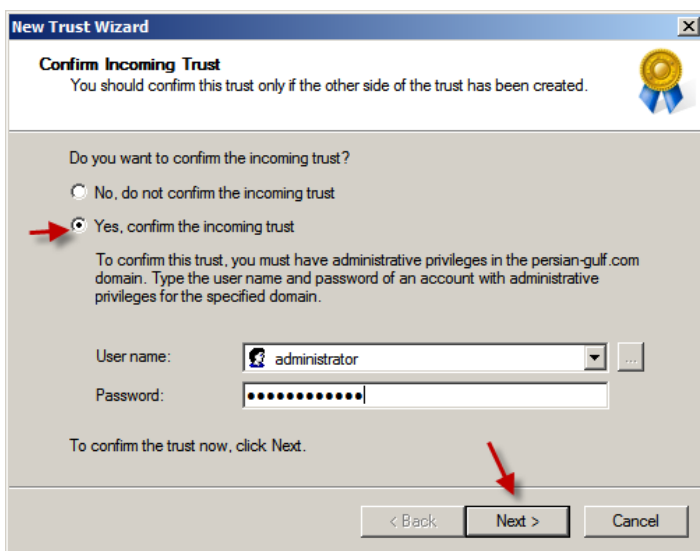 New Trust Wizard
Confirm Incoming Trust
You should confirm this trust only if the other side of the trust has been created.
Do you want to confirm the incoming trust?
No, do not confirm the incoming trust
Yes, confirm the incoming trust
To confirm this trust, you must have administrative privileges in the persian-gulf.com
domain. Type the user name and password of an account with administrative
privileges for the specified domain.
User name:
administrator
...
Password:
●●●●●●●●●●●●
To confirm the trust now, click Next.
< Back
Next >
Cancel